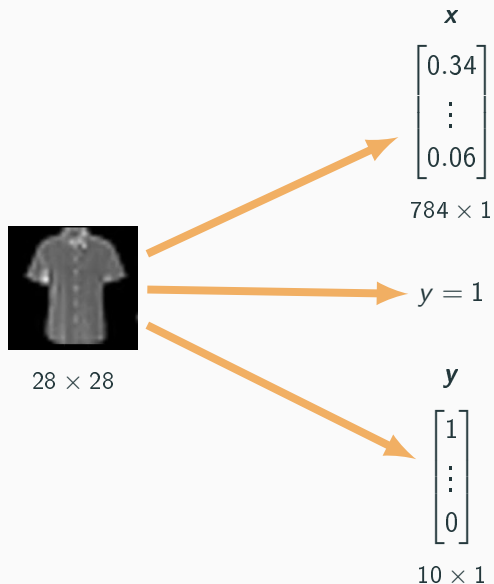 x
0.34
⋮
0.06
784 × 1
y = 1
28 × 28
y
1
⋮
0
10 × 1